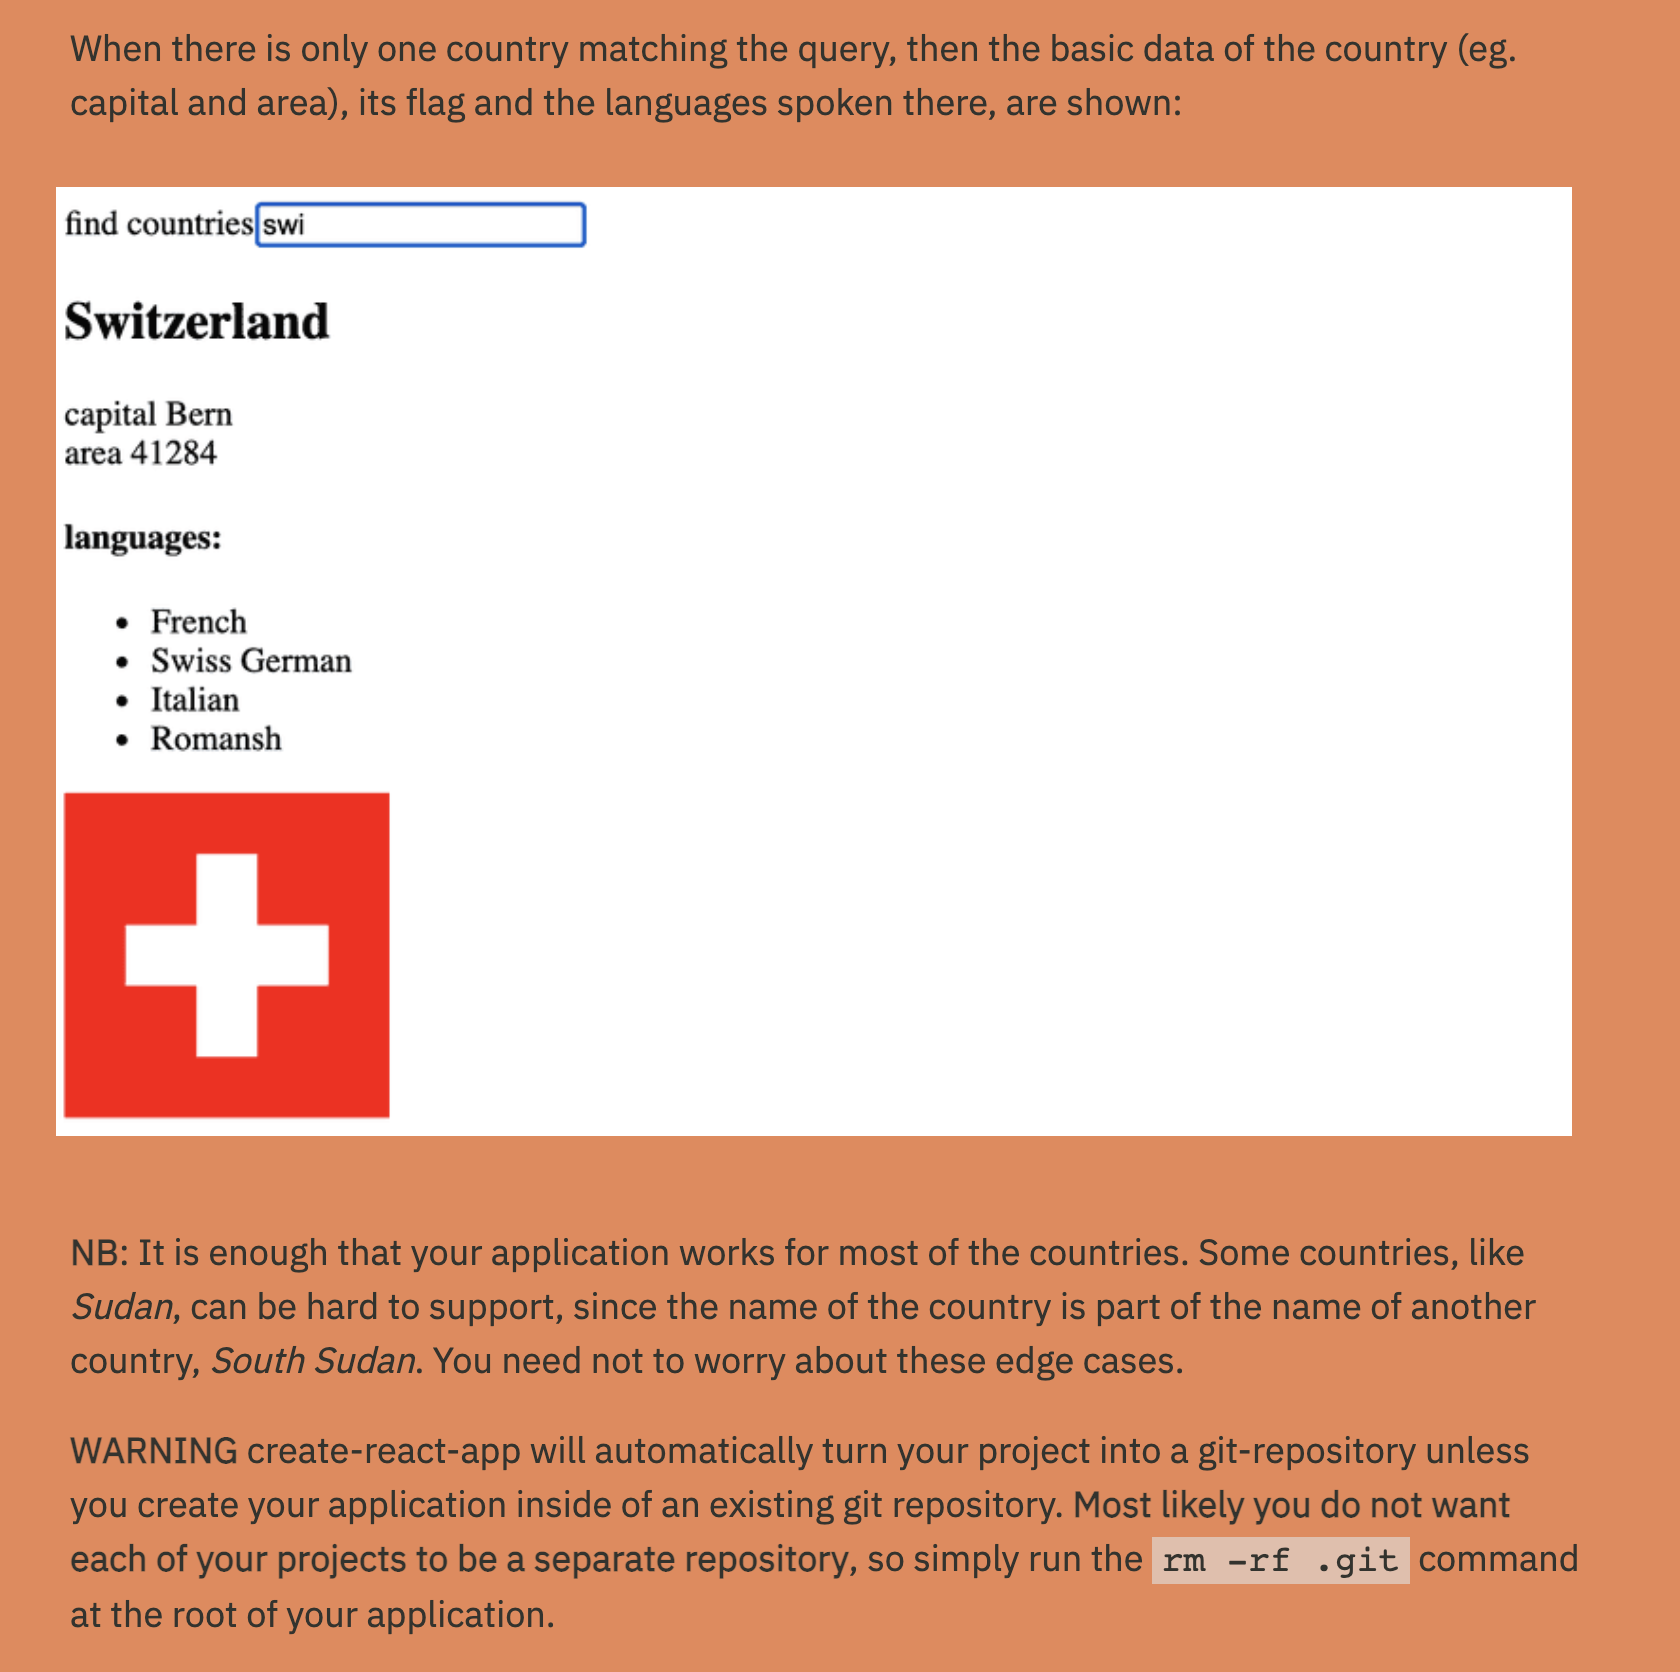 When there is only one country matching the query, then the basic data of the country (eg.
capital and area), its flag and the languages spoken there, are shown:
find countries swi
Switzerland
capital Bern
area 41284
languages:
• French
• Swiss German
• Italian
• Romansh
NB: It is enough that your application works for most of the countries. Some countries, like
Sudan, can be hard to support, since the name of the country is part of the name of another
country, South Sudan. You need not to worry about these edge cases.
WARNING create-react-app will automatically turn your project into a git-repository unless
you create your application inside of an existing git repository. Most likely you do not want
each of your projects to be a separate repository, so simply run the rm -rf .git command
at the root of your application.